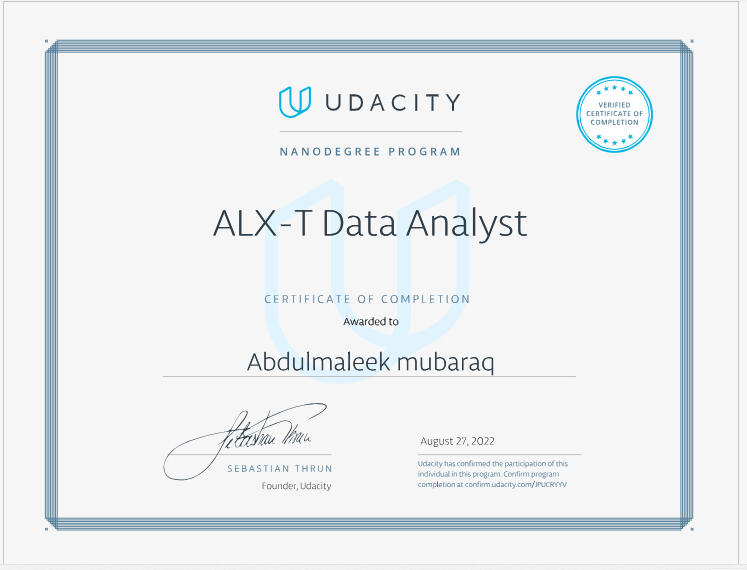 UDACITY
VERIFIED
CERTIFICATE OF
COMPLETION
NANODEGREE PROGRAM
ALX-T Data Analyst
CERTIFICATE OF COMPLETION
Awarded to
Abdulmaleek mubaraq
Sebastian Thrun
August 27, 2022
SEBASTIAN THRUN
Founder, Udacity
Udacity has confirmed the participation of this
individual in this program. Confirm program
completion at confirm.udacity.com/JPUCRYYV